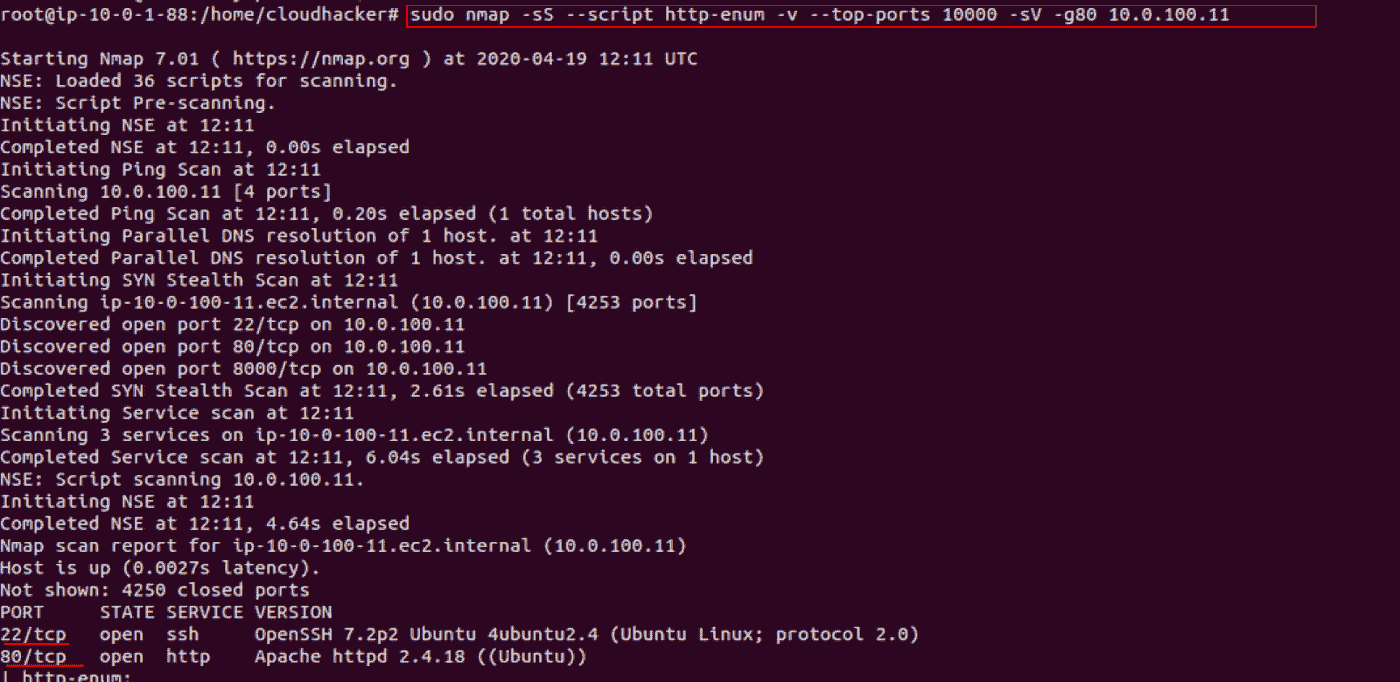 root@ip-10-0-1-88:/home/cloudhacker# sudo nmap -sS --script http-enum -v --top-ports 10000 -sV -g80 10.0.100.11
Starting Nmap 7.01 ( https://nmap.org ) at 2020-04-19 12:11 UTC
NSE: Loaded 36 scripts for scanning.
NSE: Script Pre-scanning.
Initiating NSE at 12:11
Completed NSE at 12:11, 0.00s elapsed
Initiating Ping Scan at 12:11
Scanning 10.0.100.11 [4 ports]
Completed Ping Scan at 12:11, 0.20s elapsed (1 total hosts)
Initiating Parallel DNS resolution of 1 host. at 12:11
Completed Parallel DNS resolution of 1 host. at 12:11, 0.00s elapsed
Initiating SYN Stealth Scan at 12:11
Scanning ip-10-0-100-11.ec2.internal (10.0.100.11) [4253 ports]
Discovered open port 22/tcp on 10.0.100.11
Discovered open port 80/tcp on 10.0.100.11
Discovered open port 8000/tcp on 10.0.100.11
Completed SYN Stealth Scan at 12:11, 2.61s elapsed (4253 total ports)
Initiating Service scan at 12:11
Scanning 3 services on ip-10-0-100-11.ec2.internal (10.0.100.11)
Completed Service scan at 12:11, 6.04s elapsed (3 services on 1 host)
NSE: Script scanning 10.0.100.11.
Initiating NSE at 12:11
Completed NSE at 12:11, 4.64s elapsed
Nmap scan report for ip-10-0-100-11.ec2.internal (10.0.100.11)
Host is up (0.0027s latency).
Not shown: 4250 closed ports
PORT     STATE SERVICE VERSION
22/tcp   open  ssh     OpenSSH 7.2p2 Ubuntu 4ubuntu2.4 (Ubuntu Linux; protocol 2.0)
80/tcp   open  http    Apache httpd 2.4.18 ((Ubuntu))
| http-enum: